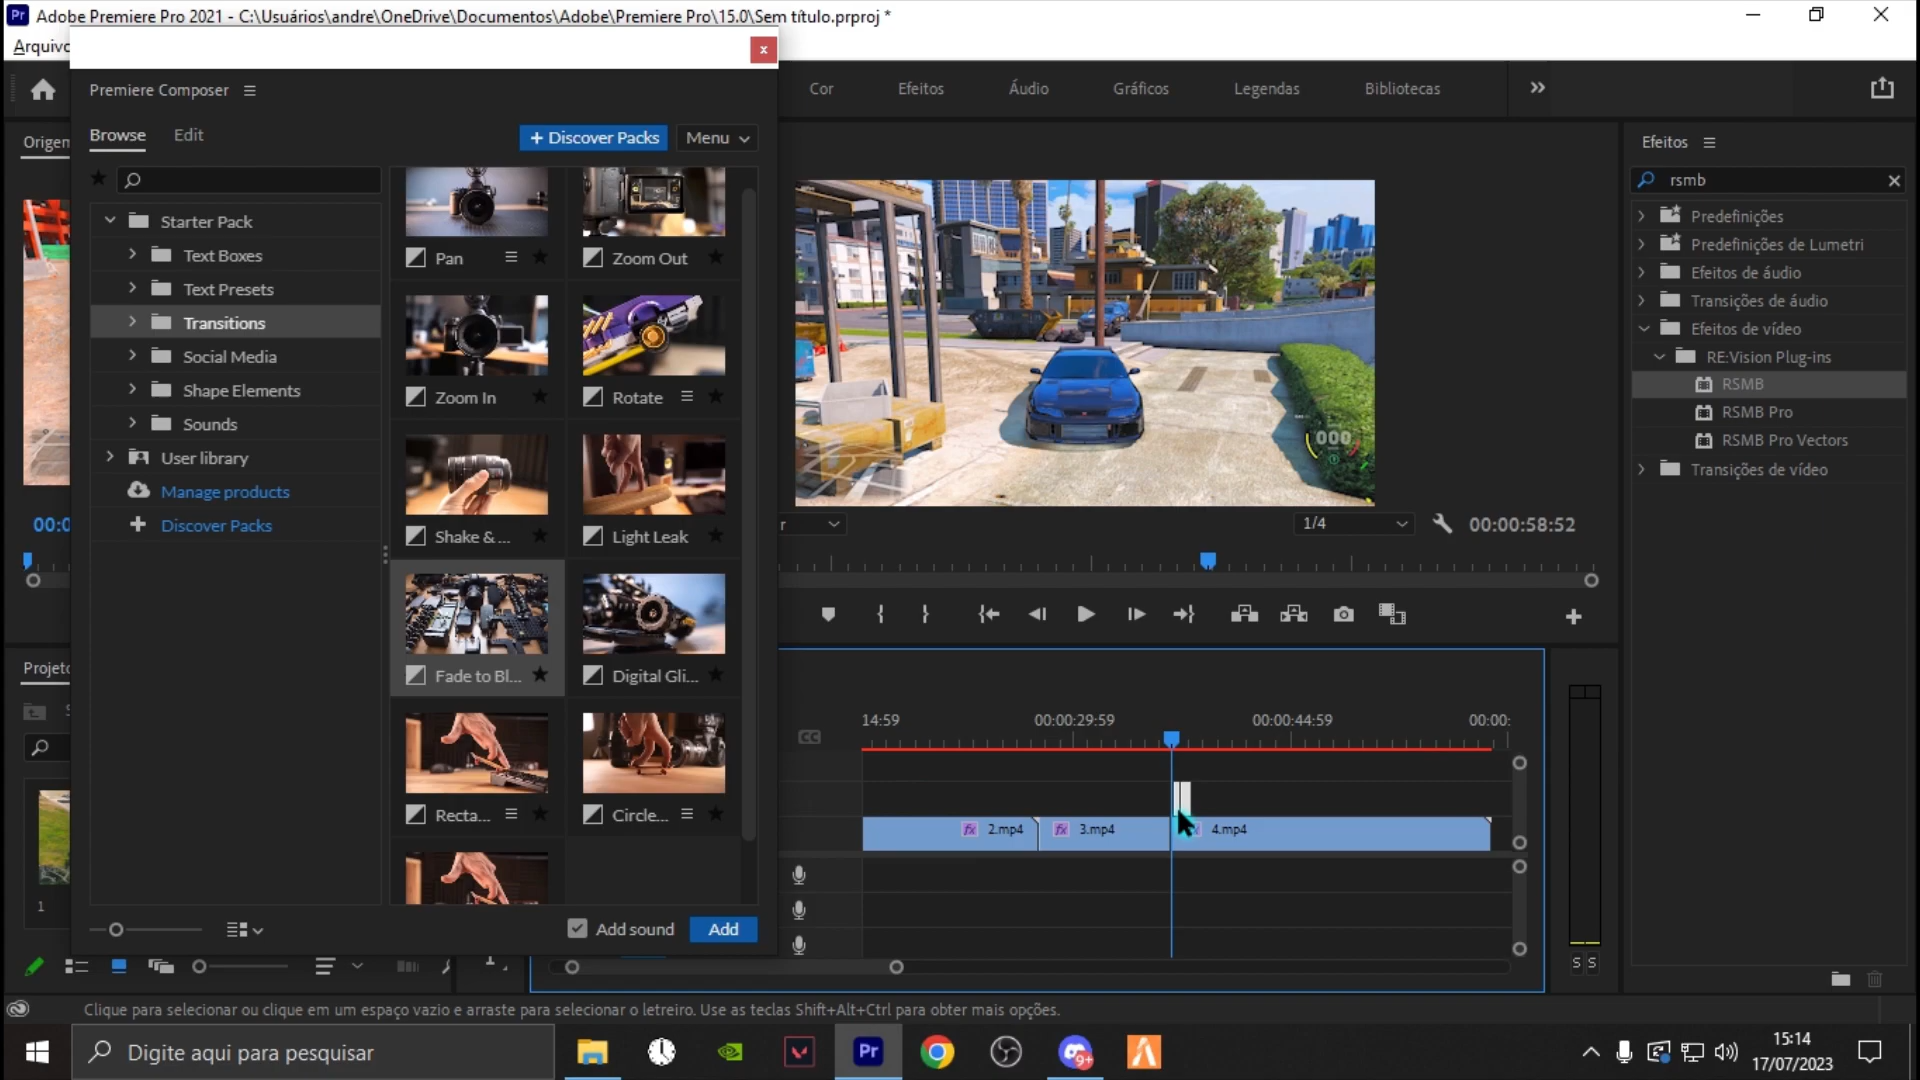 Adobe Premiere Pro 2021 - C:\Usuários\andre\OneDrive\Documentos\Adobe\Premiere Pro\15.0\Sem título.prproj *
Arquivo
Premiere Composer
Cor
Efeitos
Áudio
Gráficos
Legendas
Bibliotecas
Origem
Browse
Edit
+ Discover Packs
Menu
Efeitos
rsmb
Starter Pack
Text Boxes
Text Presets
Transitions
Social Media
Shape Elements
Sounds
User library
Manage products
Discover Packs
Pan
Zoom Out
Zoom In
Rotate
Shake & ...
Light Leak
Fade to Bl...
Digital Gli...
Recta...
Circle...
Add sound
Add
Predefinições
Predefinições de Lumetri
Efeitos de áudio
Transições de áudio
Efeitos de vídeo
RE:Vision Plug-ins
RSMB
RSMB Pro
RSMB Pro Vectors
Transições de vídeo
000
00:0
r
1/4
00:00:58:52
Projeto
1
14:59
00:00:29:59
00:00:44:59
00:00:
CC
fx 2.mp4
fx 3.mp4
4.mp4
S S
Clique para selecionar ou clique em um espaço vazio e arraste para selecionar o letreiro. Use as teclas Shift+Alt+Ctrl para obter mais opções.
Digite aqui para pesquisar
Pr
9+
15:14
17/07/2023